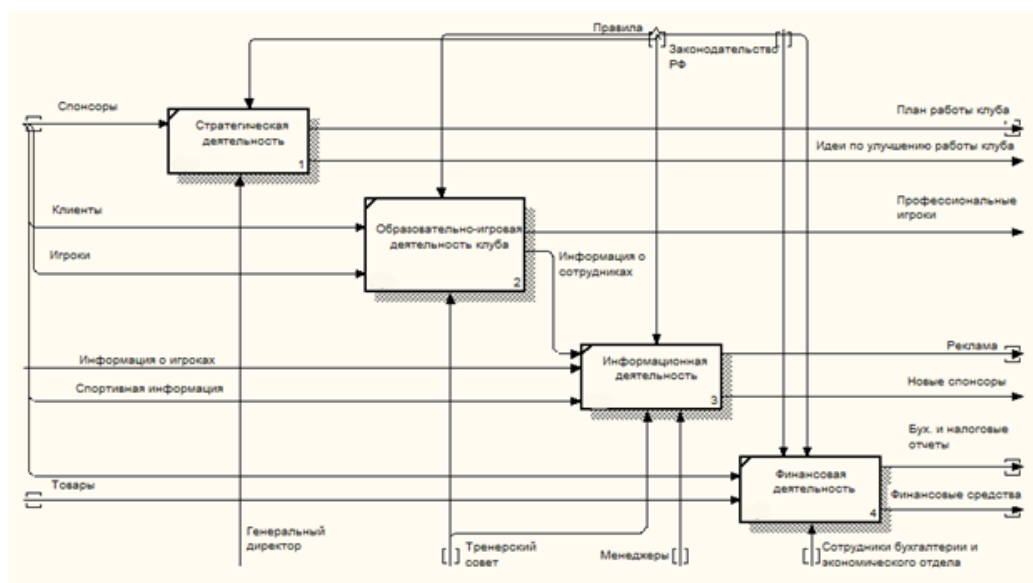 Правила
Законодательство
РФ
Спонсоры
План работы клуба
Стратегическая
деятельность
1
Идеи по улучшению работы клуба
Клиенты
Профессиональные
игроки
Образовательно-игровая
деятельность клуба
2
Игроки
Информация о
сотрудниках
Информация о игроках
Реклама
Информационная
деятельность
3
Спортивная информация
Новые спонсоры
Бух. и налоговые
отчеты
Товары
Финансовая
деятельность
4
Финансовые средства
Генеральный
директор
Тренерский
совет
Менеджеры
Сотрудники бухгалтерии и
экономического отдела